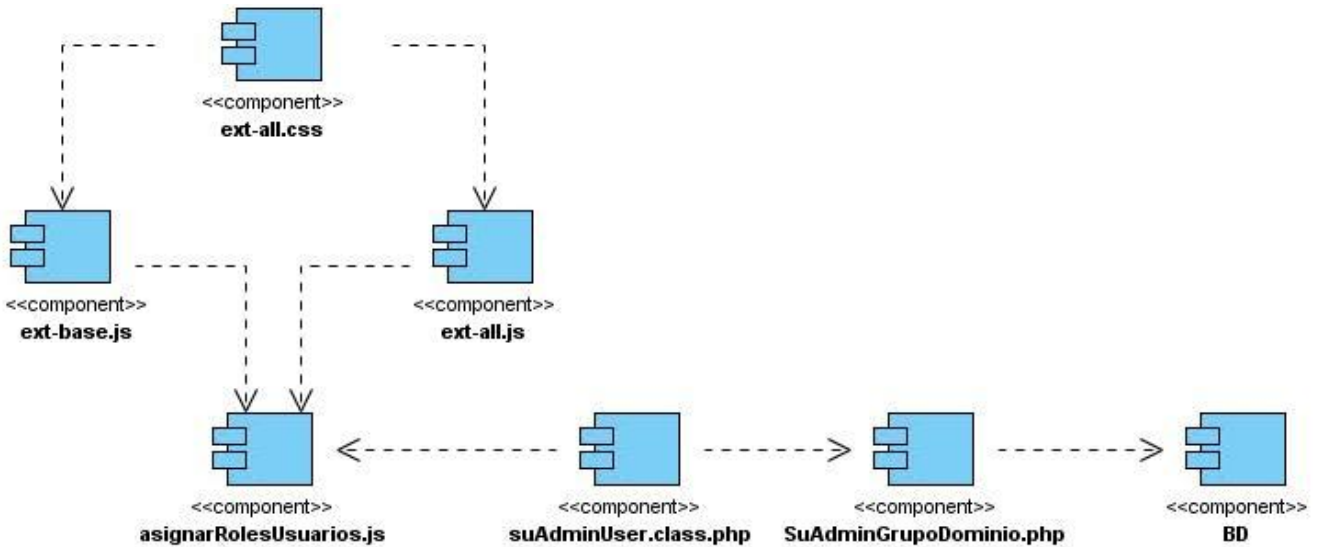 <<component>>
ext-all.css
<<component>>
ext-base.js
<<component>>
ext-all.js
<<component>>
asignarRolesUsuarios.js
<<component>>
suAdminUser.class.php
<<component>>
SuAdminGrupoDominio.php
<<component>>
BD